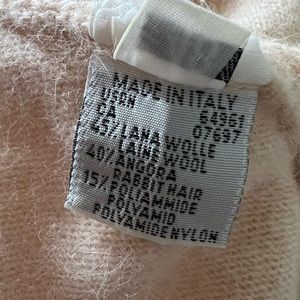 MADE IN ITALY
64961
CA 07697
45% LANA WOLLE
LAINE WOOL
40% ANGORA
RABBIT HAIR
15% POLIAMMIDE
POLYAMID
POLYAMIDE NYLON